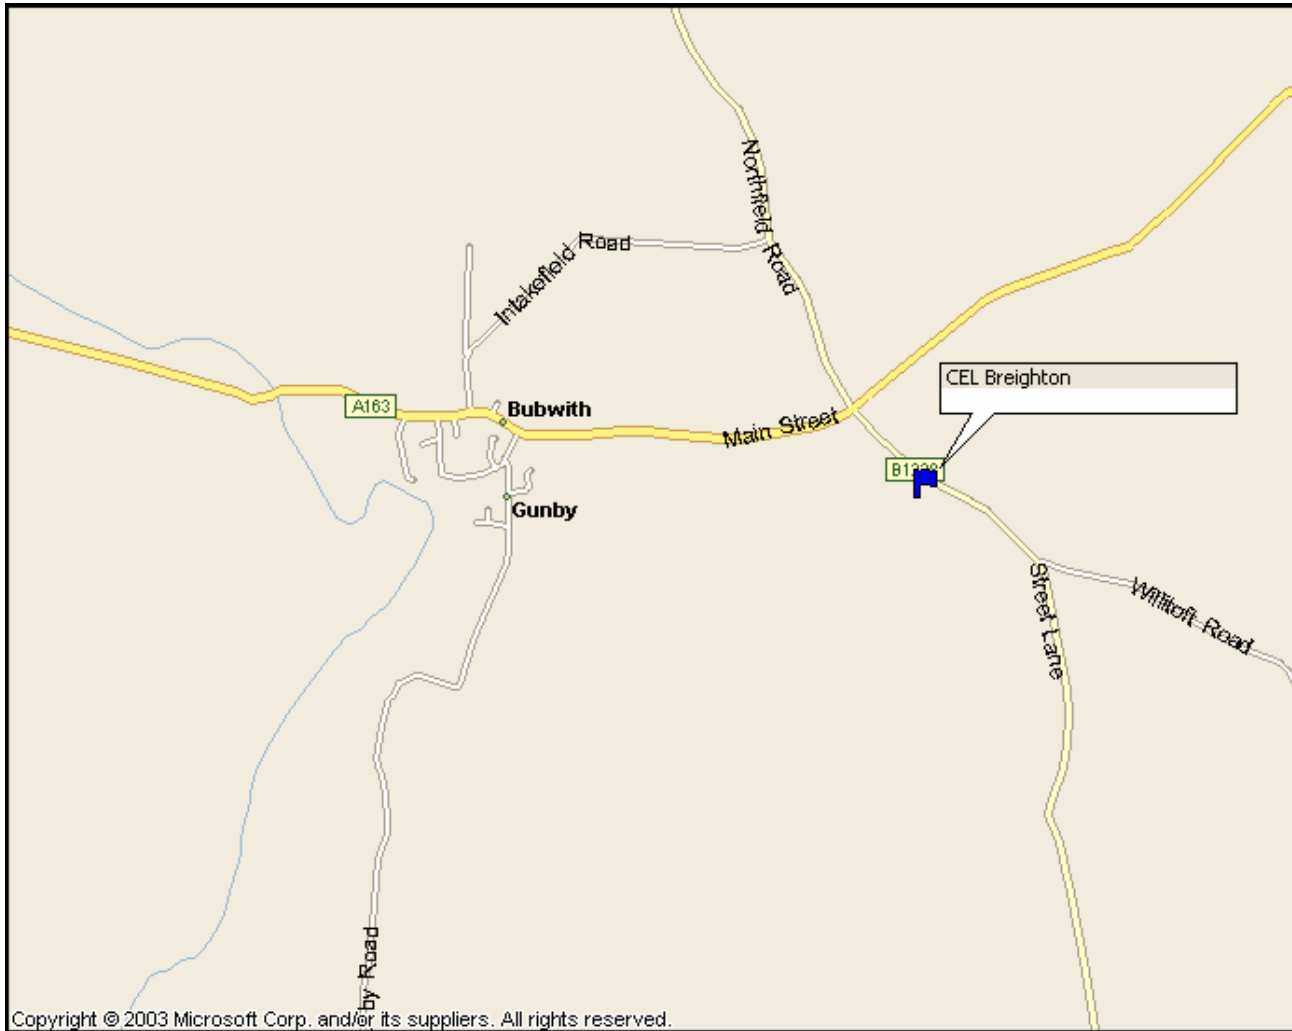 Northfield Road
Intakefield Road
CEL Breighton
A163
Bubwith
Main Street
Gunby
Street Lane
Willitoft Road
by Road
Copyright © 2003 Microsoft Corp. and/or its suppliers. All rights reserved.